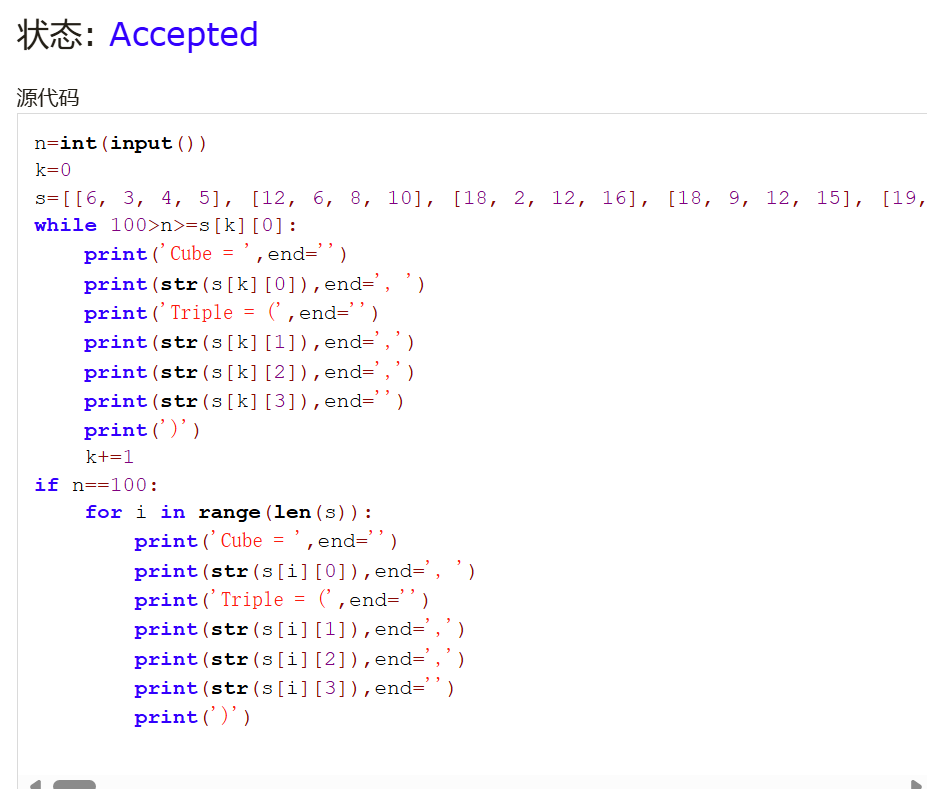 状态: Accepted
源代码
n=int(input())
k=0
s=[[6, 3, 4, 5], [12, 6, 8, 10], [18, 2, 12, 16], [18, 9, 12, 15], [19,
while 100>n>=s[k][0]:
    print('Cube = ',end='')
    print(str(s[k][0]),end=', ')
    print('Triple = (',end='')
    print(str(s[k][1]),end=',')
    print(str(s[k][2]),end=',')
    print(str(s[k][3]),end='')
    print(')')
    k+=1
if n==100:
    for i in range(len(s)):
        print('Cube = ',end='')
        print(str(s[i][0]),end=', ')
        print('Triple = (',end='')
        print(str(s[i][1]),end=',')
        print(str(s[i][2]),end=',')
        print(str(s[i][3]),end='')
        print(')')